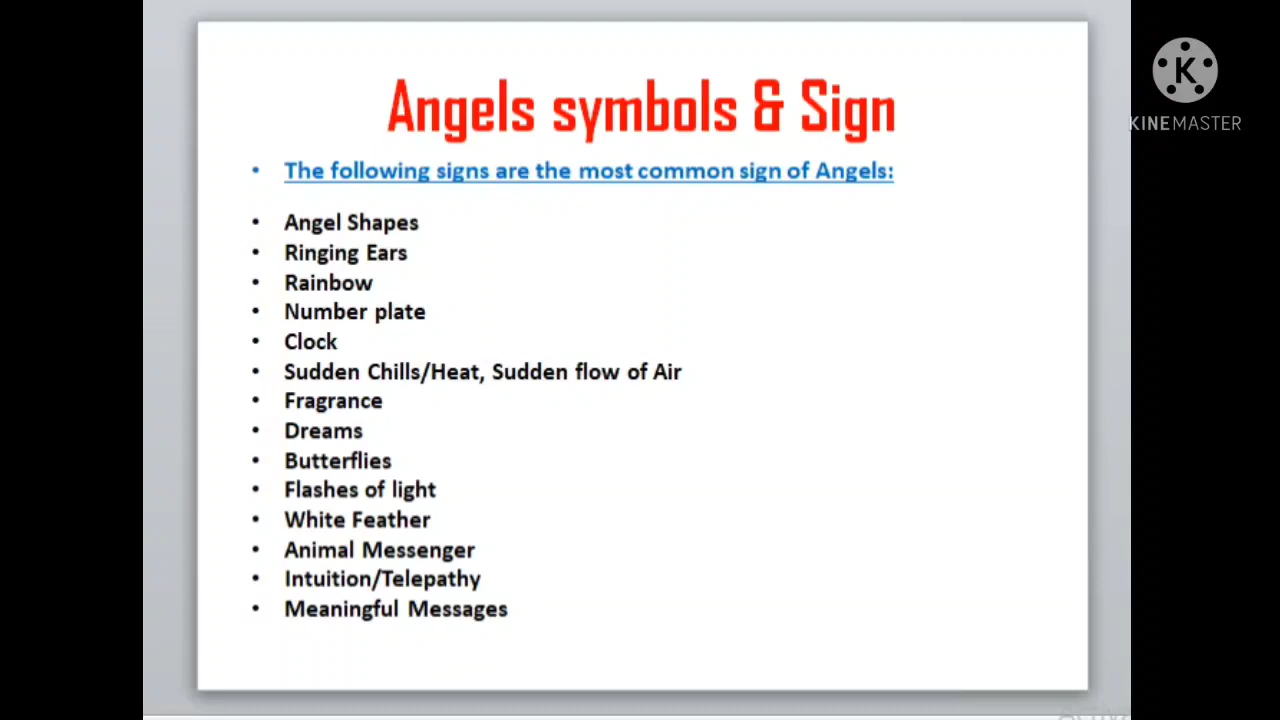 Angels symbols & Sign
• The following signs are the most common sign of Angels:
• Angel Shapes
• Ringing Ears
• Rainbow
• Number plate
• Clock
• Sudden Chills/Heat, Sudden flow of Air
• Fragrance
• Dreams
• Butterflies
• Flashes of light
• White Feather
• Animal Messenger
• Intuition/Telepathy
• Meaningful Messages
K
KINEMASTER